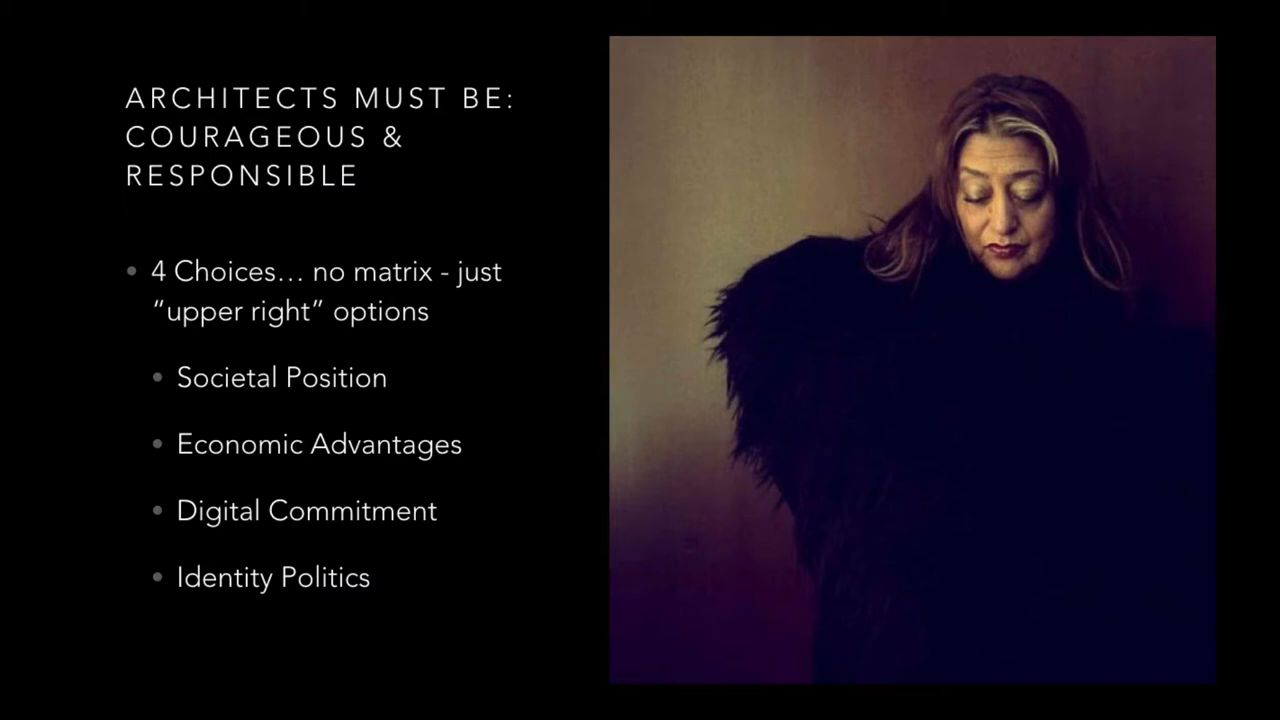 ARCHITECTS MUST BE:
COURAGEOUS &
RESPONSIBLE
• 4 Choices… no matrix - just
“upper right” options
• Societal Position
• Economic Advantages
• Digital Commitment
• Identity Politics